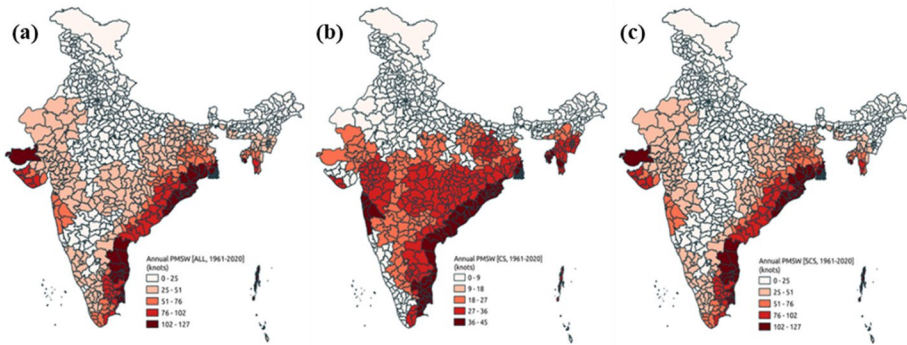 (a)
(b)
(c)
Annual PMSW [ALL, 1961-2020]
(knots)
0 - 25
25 - 51
51 - 76
76 - 102
102 - 127
Annual PMSW [CS, 1961-2020]
(knots)
0 - 9
9 - 18
18 - 27
27 - 36
36 - 45
Annual PMSW [SCS, 1961-2020]
(knots)
0 - 25
25 - 51
51 - 76
76 - 102
102 - 127